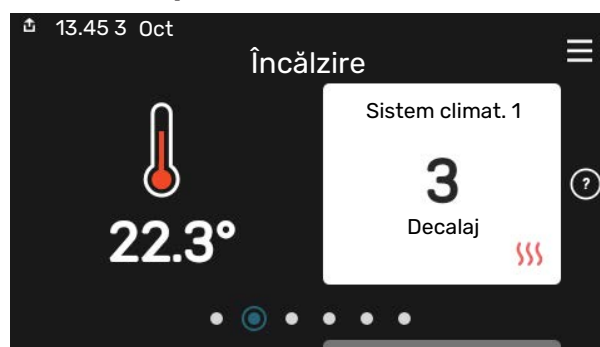 13.45 3 Oct
Încălzire
Sistem climat. 1
3
Decalaj
22.3°
?